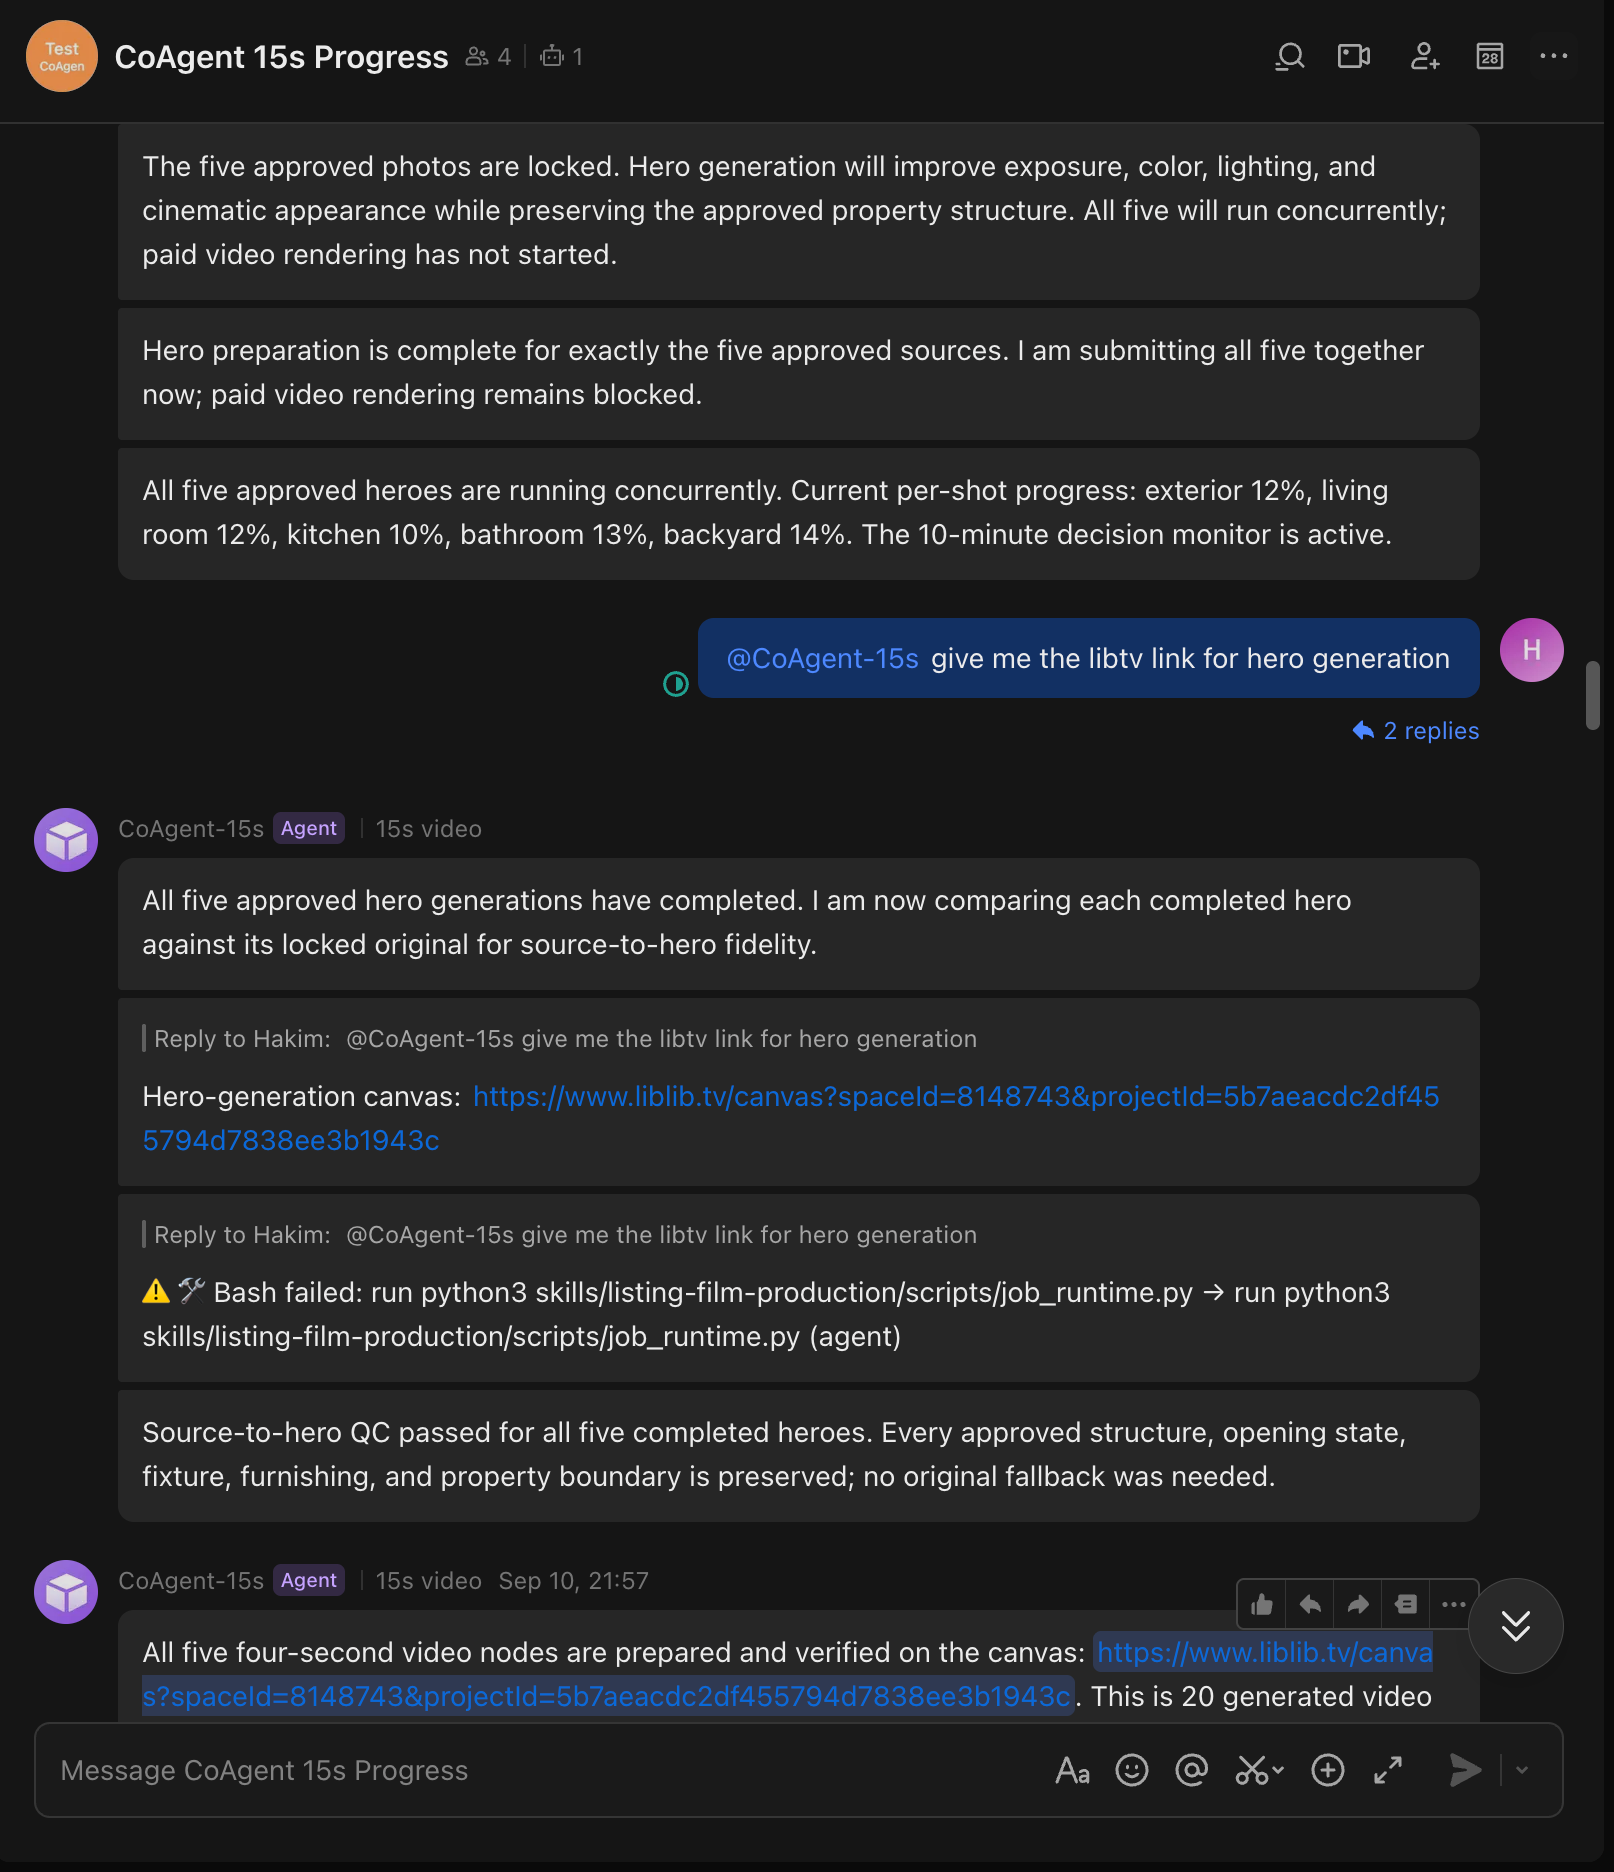 Test
CoAgen
CoAgent 15s Progress 4 1
28
The five approved photos are locked. Hero generation will improve exposure, color, lighting, and
cinematic appearance while preserving the approved property structure. All five will run concurrently;
paid video rendering has not started.
Hero preparation is complete for exactly the five approved sources. I am submitting all five together
now; paid video rendering remains blocked.
All five approved heroes are running concurrently. Current per-shot progress: exterior 12%, living
room 12%, kitchen 10%, bathroom 13%, backyard 14%. The 10-minute decision monitor is active.
@CoAgent-15s give me the libtv link for hero generation
H
2 replies
CoAgent-15s Agent 15s video
All five approved hero generations have completed. I am now comparing each completed hero
against its locked original for source-to-hero fidelity.
Reply to Hakim: @CoAgent-15s give me the libtv link for hero generation
Hero-generation canvas: https://www.liblib.tv/canvas?spaceId=8148743&projectId=5b7aeacdc2df45
5794d7838ee3b1943c
Reply to Hakim: @CoAgent-15s give me the libtv link for hero generation
⚠️ 🛠️ Bash failed: run python3 skills/listing-film-production/scripts/job_runtime.py → run python3
skills/listing-film-production/scripts/job_runtime.py (agent)
Source-to-hero QC passed for all five completed heroes. Every approved structure, opening state,
fixture, furnishing, and property boundary is preserved; no original fallback was needed.
CoAgent-15s Agent 15s video Sep 10, 21:57
All five four-second video nodes are prepared and verified on the canvas: https://www.liblib.tv/canva
s?spaceId=8148743&projectId=5b7aeacdc2df455794d7838ee3b1943c. This is 20 generated video
Message CoAgent 15s Progress
Aa